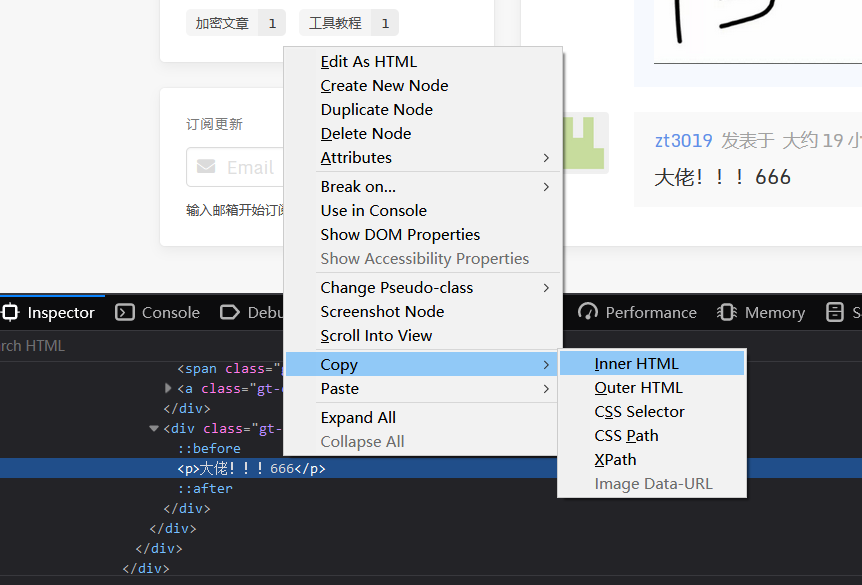 加密文章 1 工具教程 1
订阅更新
Email
输入邮箱开始订阅
zt3019 发表于 大约 19 小
大佬！！！666
Edit As HTML
Create New Node
Duplicate Node
Delete Node
Attributes
Break on...
Use in Console
Show DOM Properties
Show Accessibility Properties
Change Pseudo-class
Screenshot Node
Scroll Into View
Copy
Paste
Expand All
Collapse All
Inner HTML
Outer HTML
CSS Selector
CSS Path
XPath
Image Data-URL
Inspector Console Debu Performance Memory S
rch HTML
<span class="g
<a class="gt-
</div>
<div class="gt-
::before
<p>大佬！！！666</p>
::after
</div>
</div>
</div>
</div>